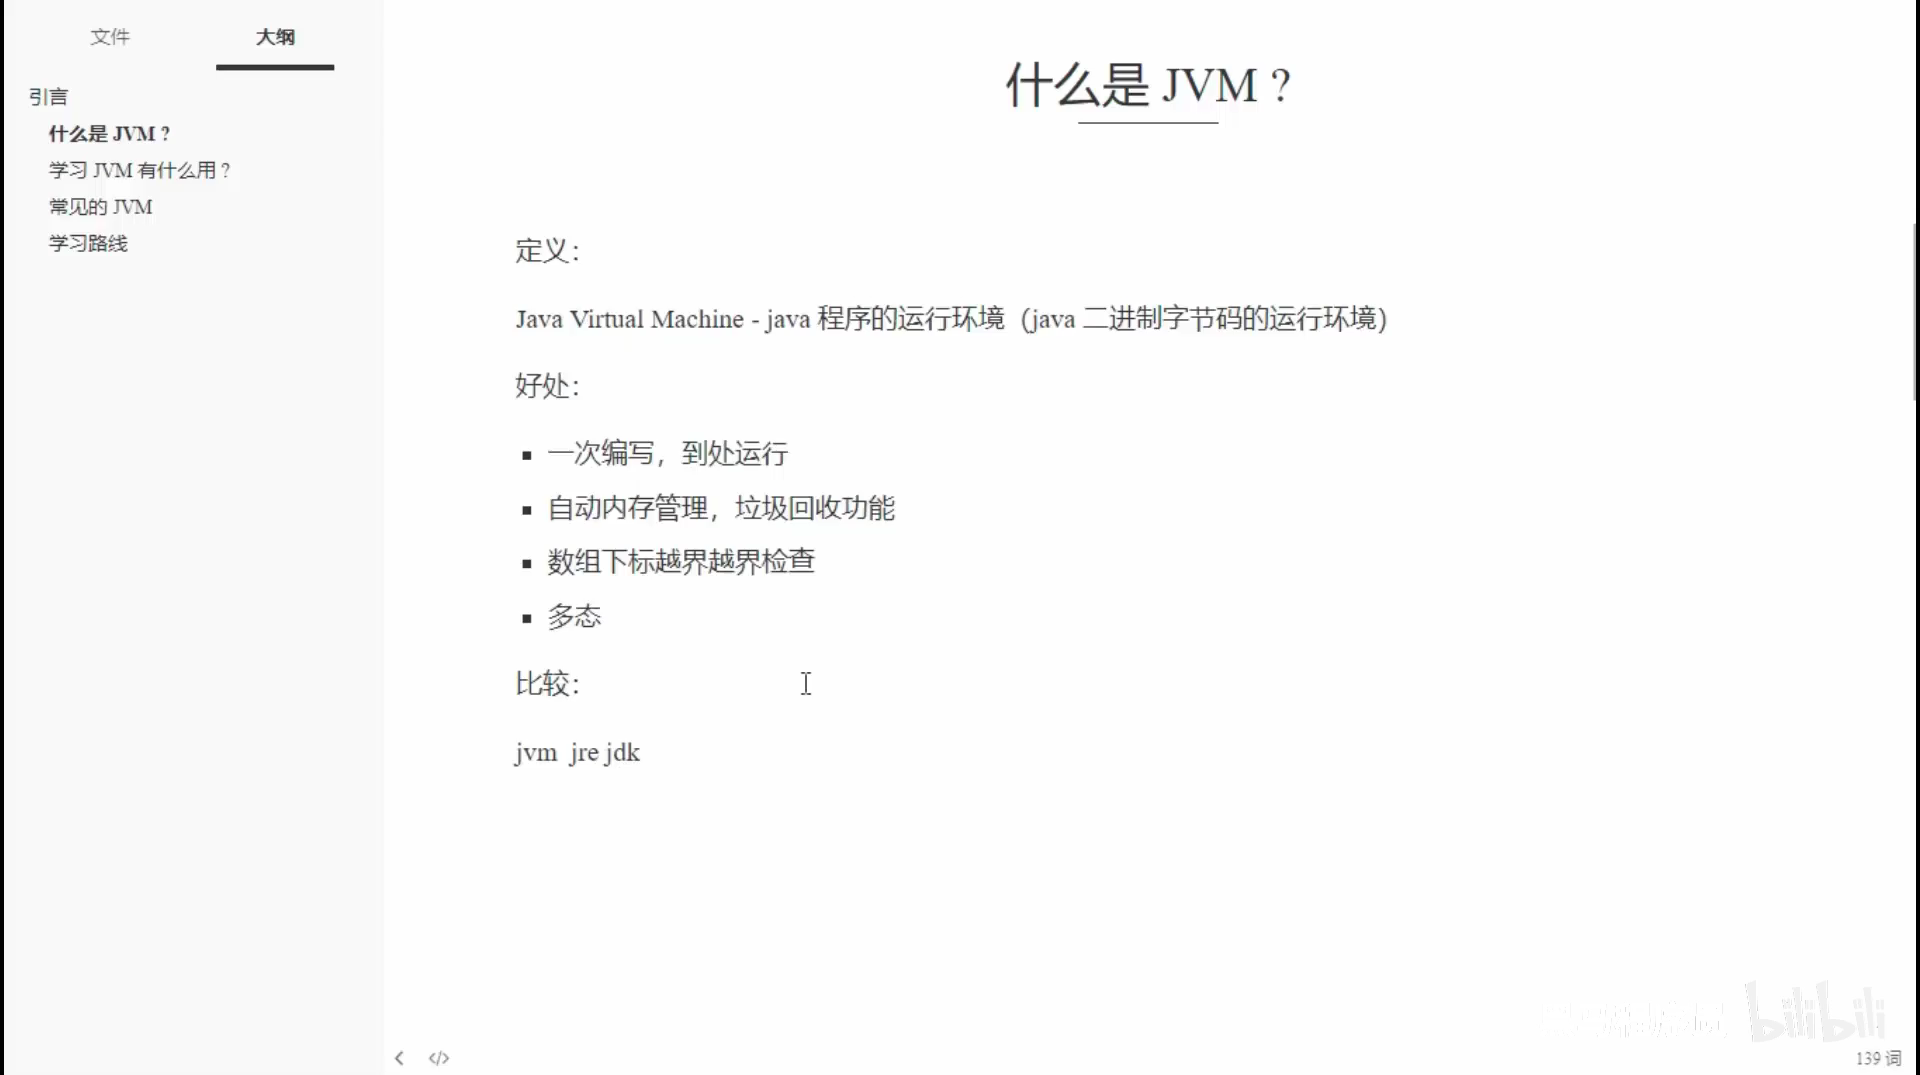 文件
大纲
引言
什么是 JVM ?
学习 JVM 有什么用 ?
常见的 JVM
学习路线
什么是 JVM ?
定义：
Java Virtual Machine - java 程序的运行环境（java 二进制字节码的运行环境）
好处：
一次编写，到处运行
自动内存管理，垃圾回收功能
数组下标越界越界检查
多态
比较：
jvm jre jdk
bilibili
</> 
139 词